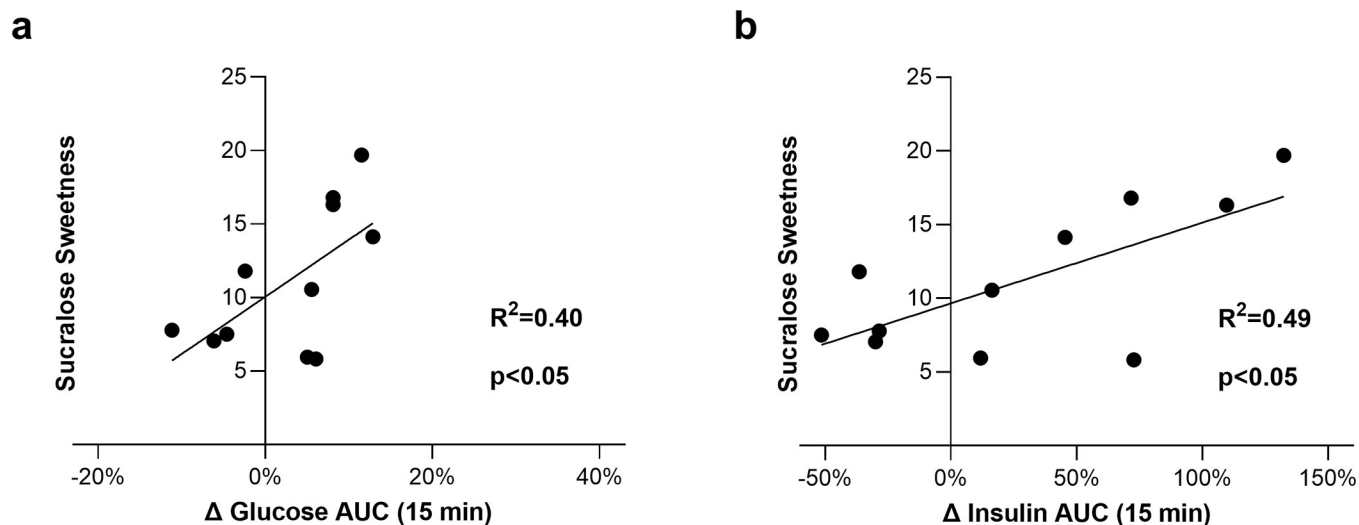 a
25
20
15
10
5
Sucralose Sweetness
R²=0.40
p<0.05
-20%
0%
20%
40%
Δ Glucose AUC (15 min)
b
25
20
15
10
5
Sucralose Sweetness
R²=0.49
p<0.05
-50%
0%
50%
100%
150%
Δ Insulin AUC (15 min)